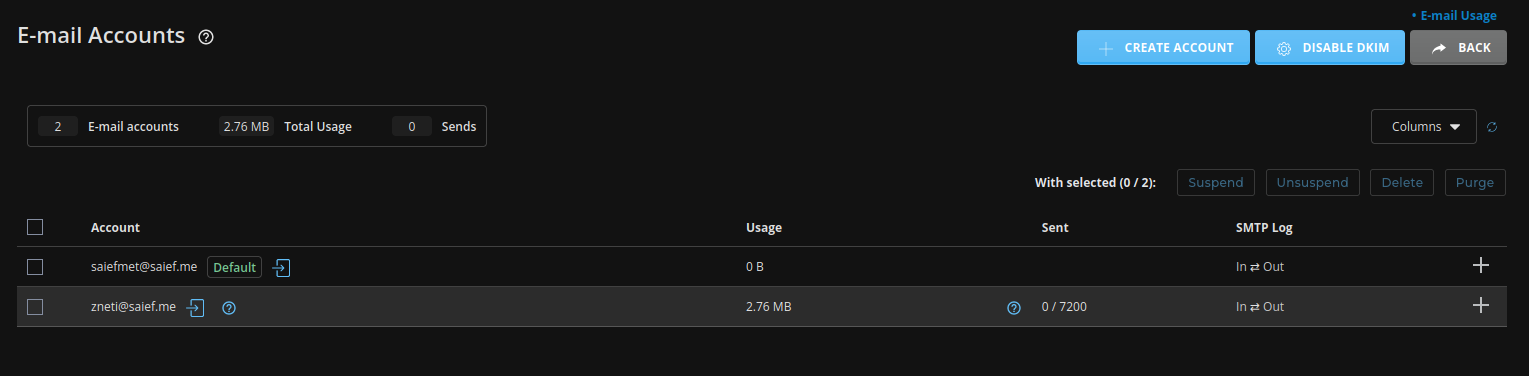 • E-mail Usage
E-mail Accounts
CREATE ACCOUNT DISABLE DKIM BACK
2 E-mail accounts 2.76 MB Total Usage 0 Sends Columns
With selected (0 / 2): Suspend Unsuspend Delete Purge
Account Usage Sent SMTP Log
saiefmet@saief.me Default 0 B In ⇄ Out
zneti@saief.me 2.76 MB 0 / 7200 In ⇄ Out